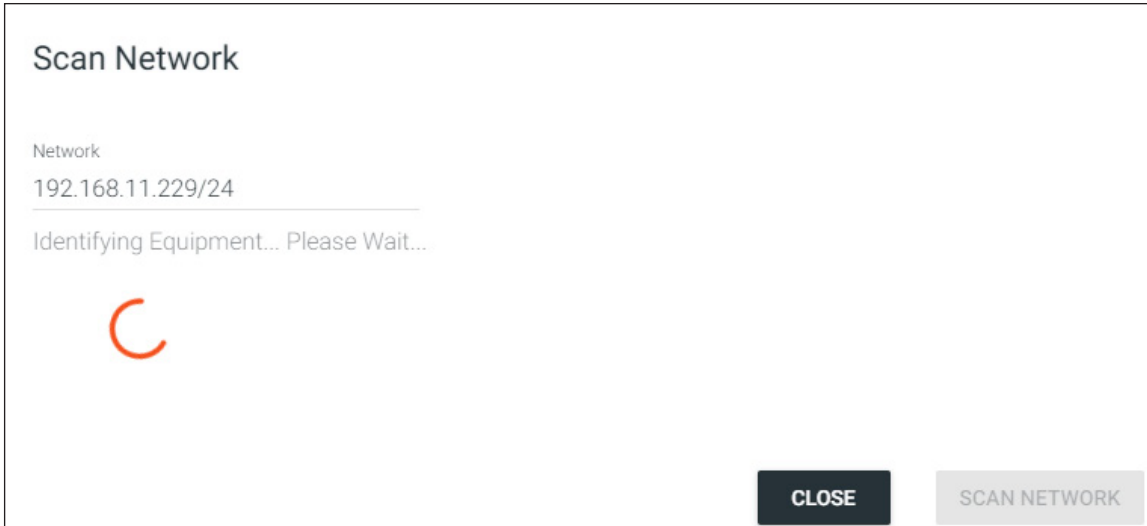 Scan Network
Network
192.168.11.229/24
Identifying Equipment... Please Wait...
CLOSE
SCAN NETWORK